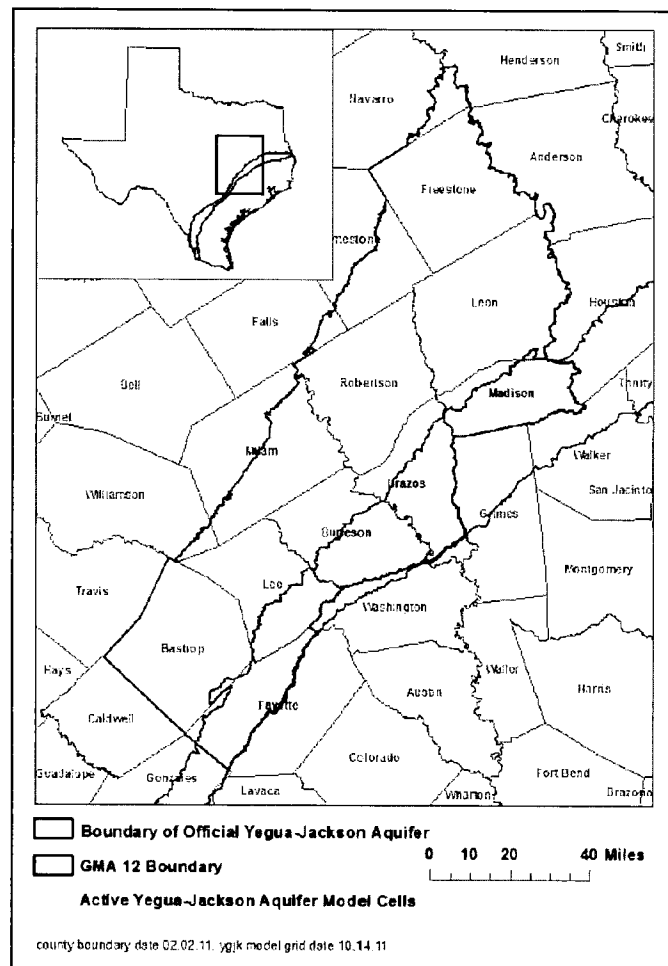 Smith
Henderson
Navarro
Cherokee
Anderson
Freestone
Limestone
Houston
Leon
Falls
Bell
Robertson
Trinity
Madison
Burnet
Milam
Walker
Brazos
Williamson
Grimes
San Jacinto
Burleson
Lee
Montgomery
Travis
Washington
Bastrop
Waller
Hays
Austin
Harris
Fayette
Caldwell
Colorado
Guadalupe
Gonzales
Fort Bend
Lavaca
Wharton
Brazoria
Boundary of Official Yegua-Jackson Aquifer
0 10 20 40 Miles
GMA 12 Boundary
Active Yegua-Jackson Aquifer Model Cells
county boundary date 02.02.11. ygjk model grid date 10.14.11